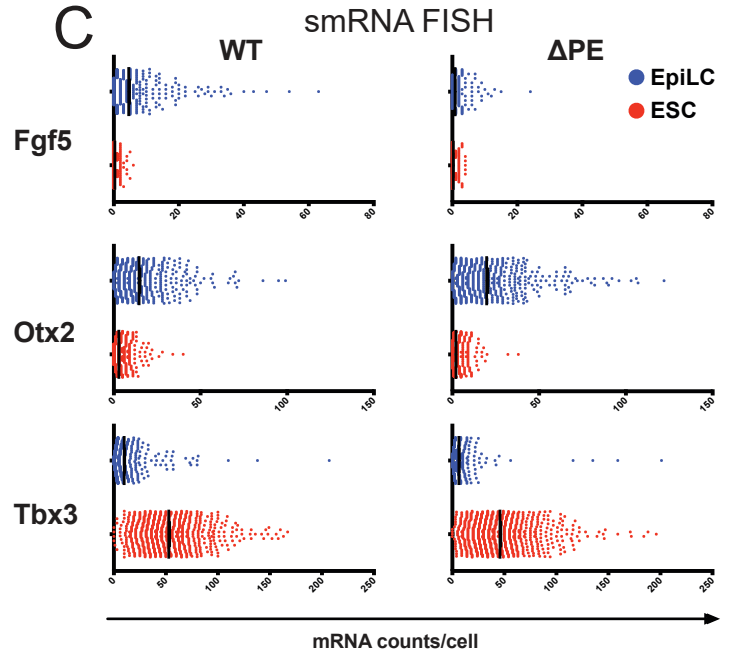 C
smRNA FISH
WT
ΔPE
EpiLC
ESC
Fgf5
0 20 40 60 80
0 20 40 60 80
Otx2
0 50 100 150
0 50 100 150
Tbx3
0 50 100 150 200 250
0 50 100 150 200 250
mRNA counts/cell